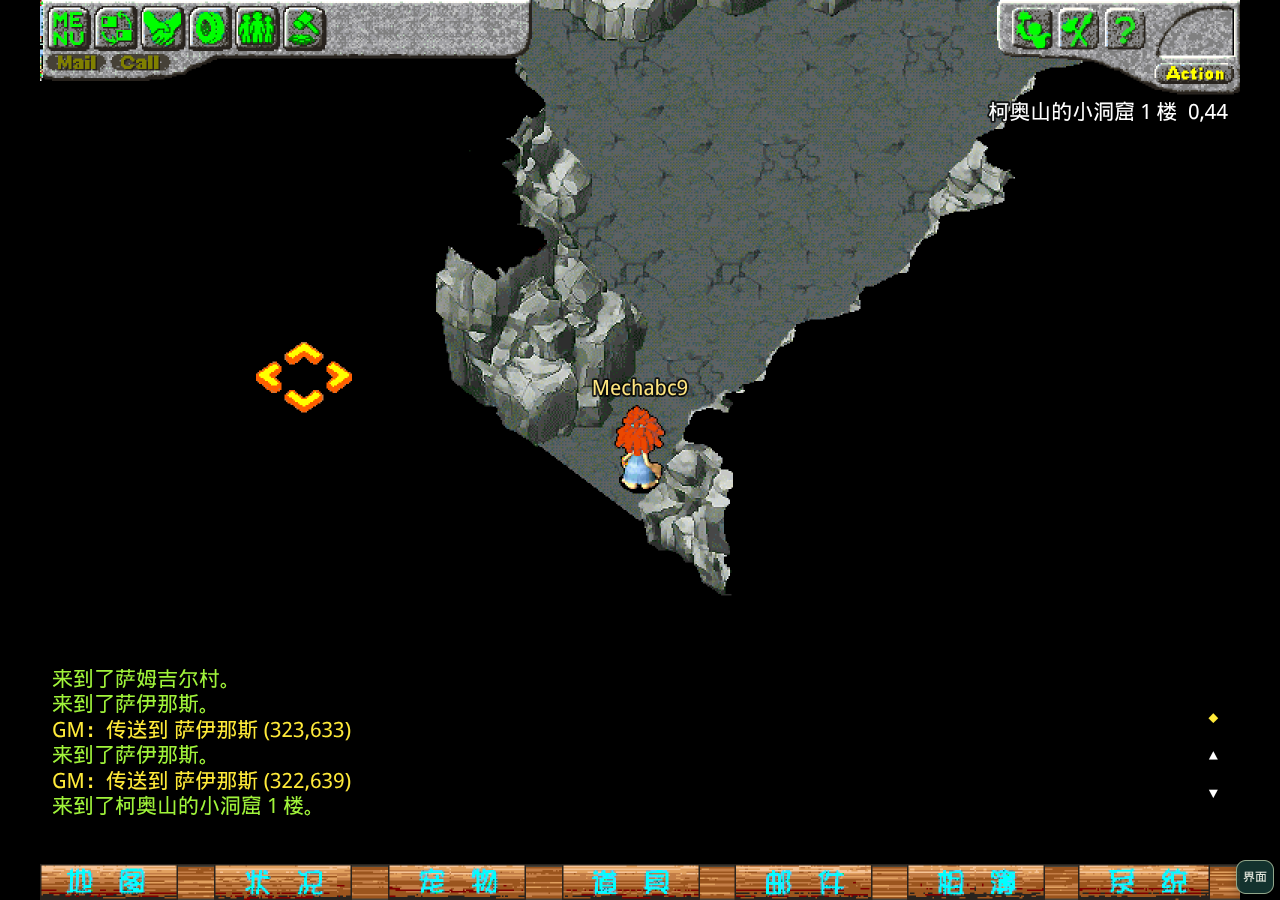 MENU
Mail Call
Action
柯奥山的小洞窟 1 楼 0,44
Mechabc9
来到了萨姆吉尔村。
来到了萨伊那斯。
GM：传送到 萨伊那斯 (323,633)
来到了萨伊那斯。
GM：传送到 萨伊那斯 (322,639)
来到了柯奥山的小洞窟 1 楼。
地图 状况 宠物 道具 邮件 相簿 系统
界面